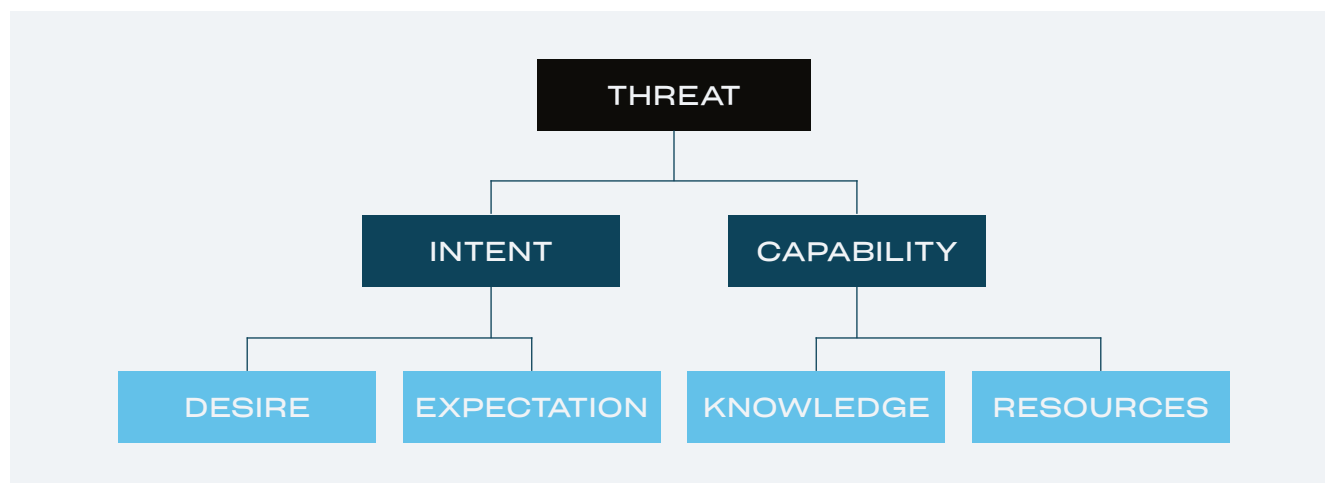 THREAT
INTENT
CAPABILITY
DESIRE
EXPECTATION
KNOWLEDGE
RESOURCES